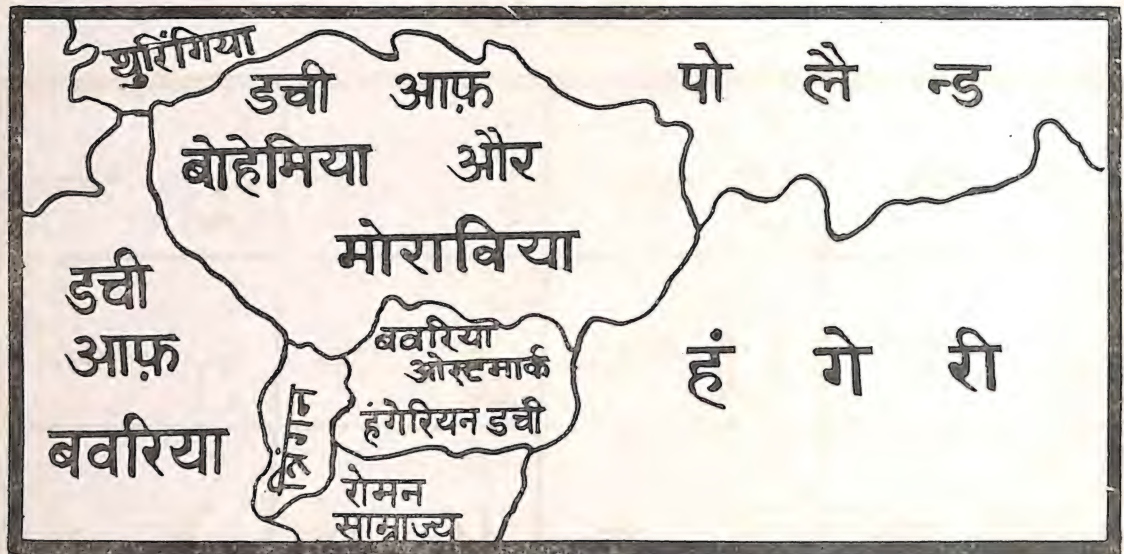 थुरिंगिया
डची आफ़
बोहेमिया और
मोराविया
पो लै न्ड
डची
आफ़
बवरिया
बवरिया
ओस्टमार्क
हंगेरियन डची
रोमन
साम्राज्य
हं गे री